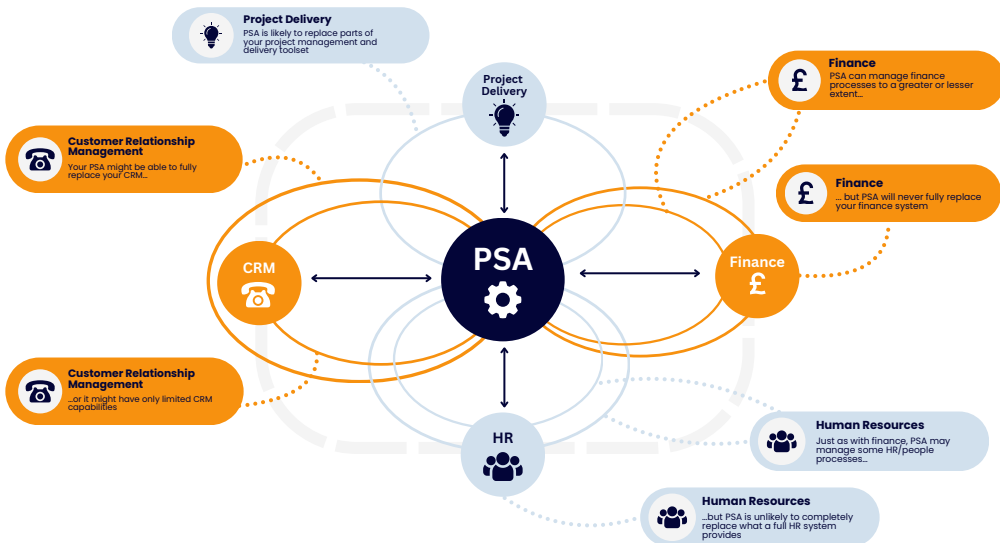 Project Delivery
PSA is likely to replace parts of
your project management and
delivery toolset
Project
Delivery
Finance
PSA can manage finance
processes to a greater or lesser
extent...
£
Customer Relationship
Management
Your PSA might be able to fully
replace your CRM...
Finance
... but PSA will never fully replace
your finance system
£
PSA
CRM
Finance
£
Customer Relationship
Management
...or it might have only limited CRM
capabilities
HR
Human Resources
Just as with finance, PSA may
manage some HR/people
processes...
Human Resources
...but PSA is unlikely to completely
replace what a full HR system
provides